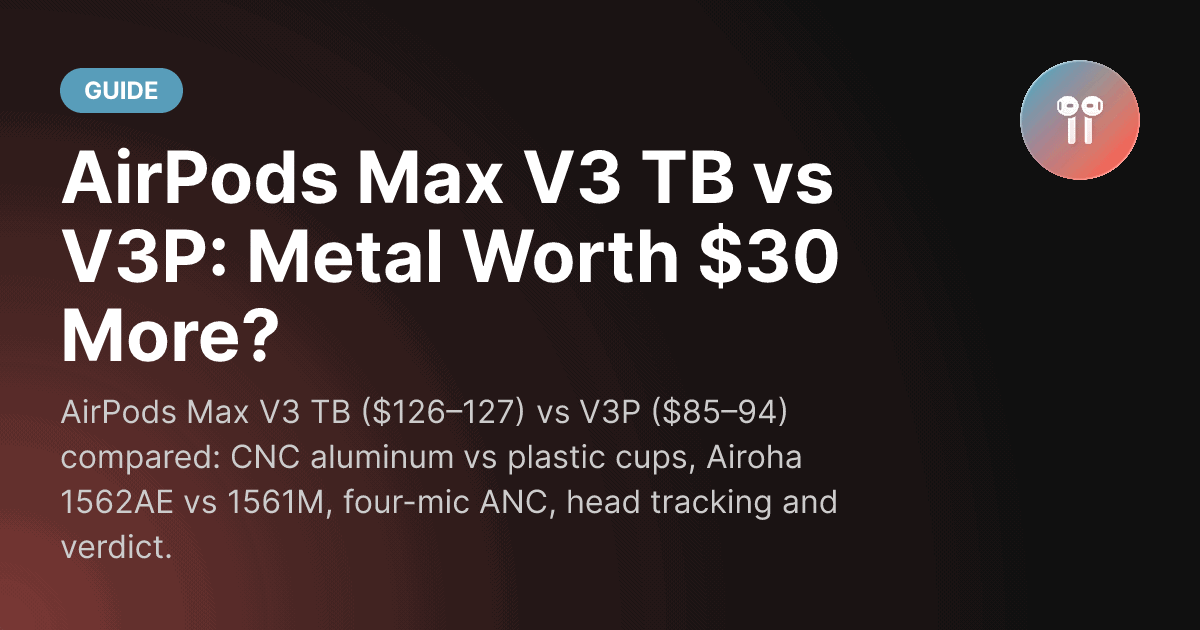 GUIDE
AirPods Max V3 TB vs
V3P: Metal Worth $30
More?
AirPods Max V3 TB ($126–127) vs V3P ($85–94)
compared: CNC aluminum vs plastic cups, Airoha
1562AE vs 1561M, four-mic ANC, head tracking and
verdict.